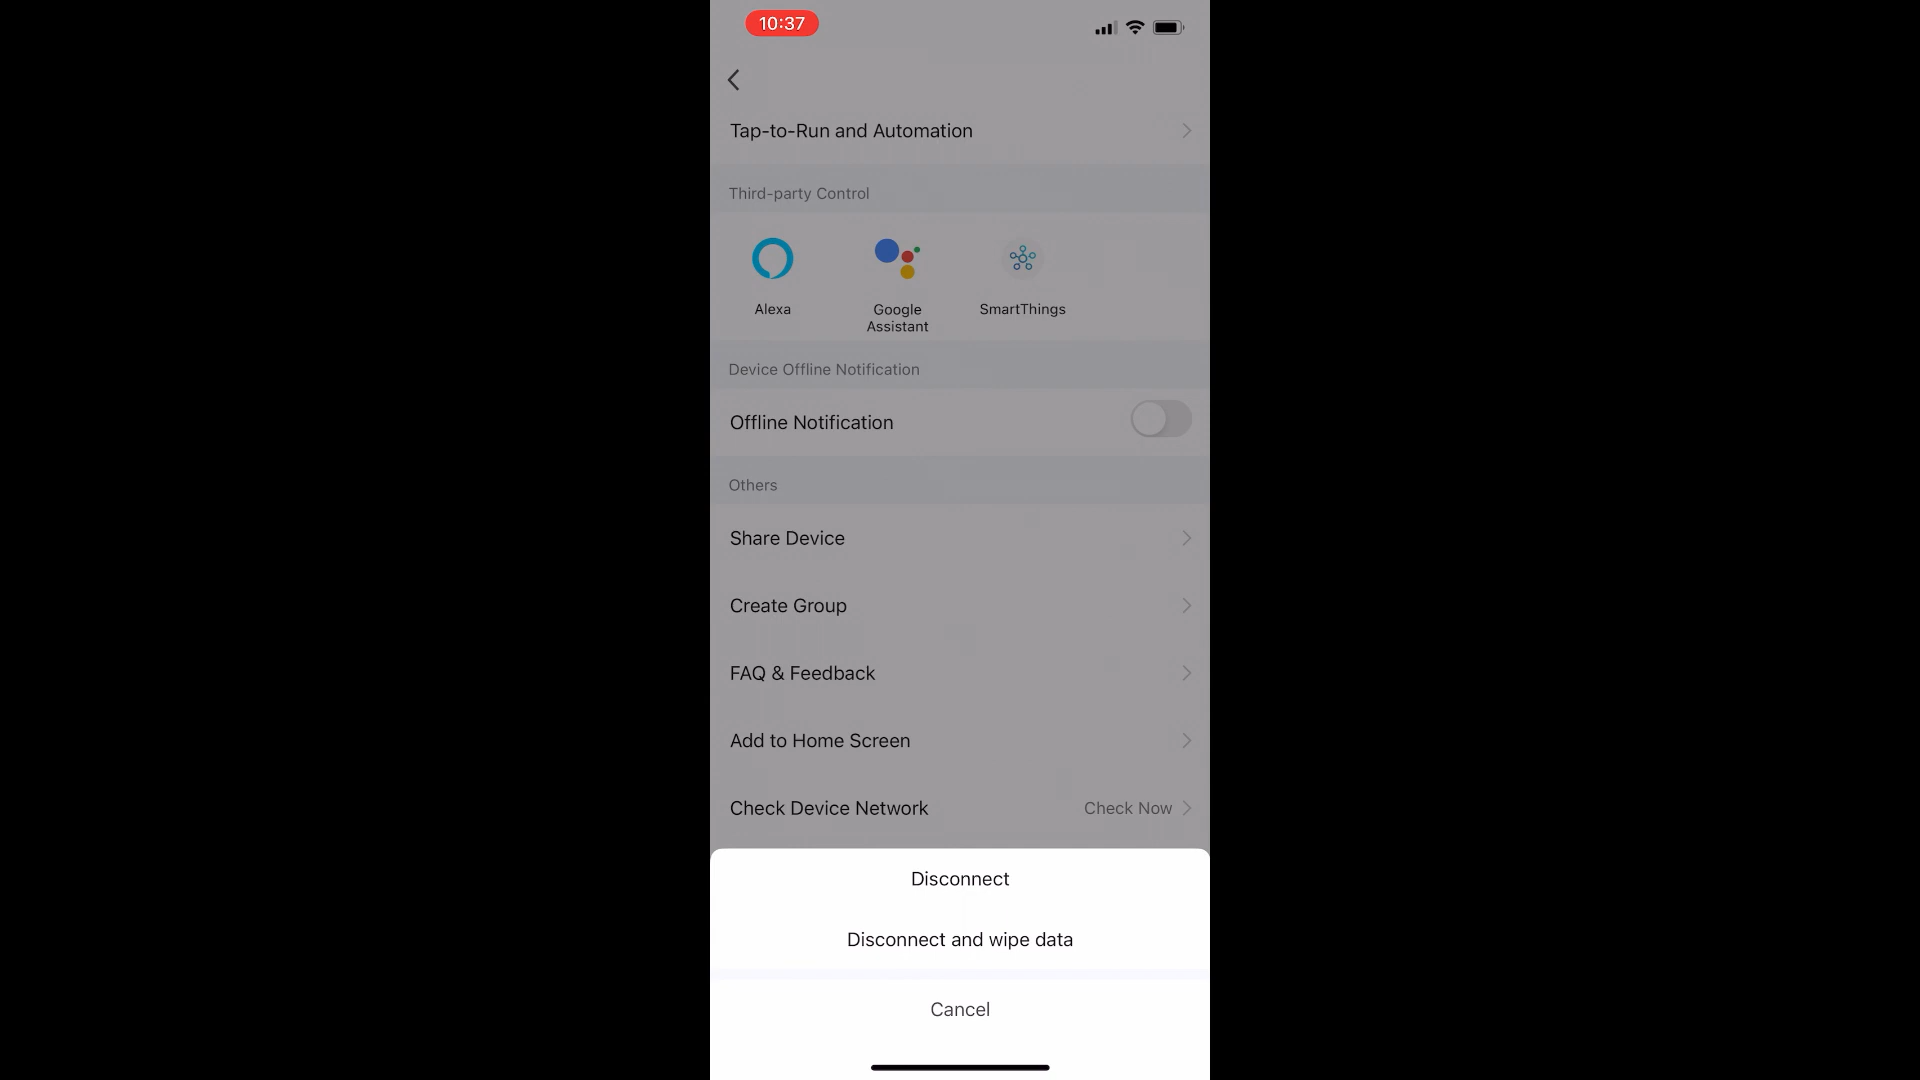 10:37
Tap-to-Run and Automation
Third-party Control
Alexa
Google
Assistant
SmartThings
Device Offline Notification
Offline Notification
Others
Share Device
Create Group
FAQ & Feedback
Add to Home Screen
Check Device Network Check Now
Disconnect
Disconnect and wipe data
Cancel